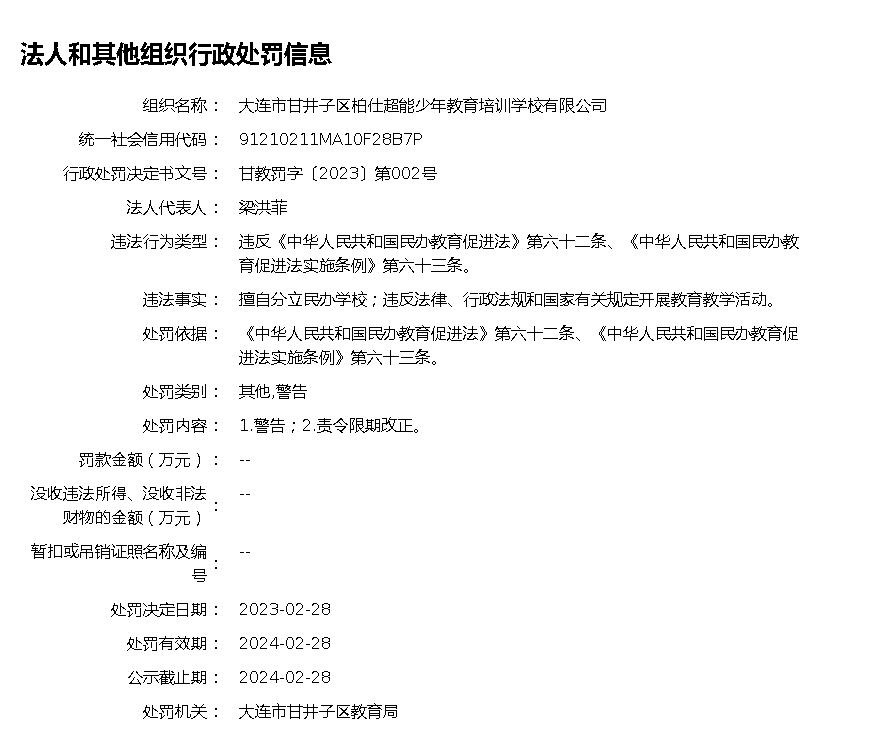 法人和其他组织行政处罚信息
组织名称： 大连市甘井子区柏仕超能少年教育培训学校有限公司
统一社会信用代码： 91210211MA10F28B7P
行政处罚决定书文号： 甘教罚字〔2023〕第002号
法人代表人： 梁洪菲
违法行为类型： 违反《中华人民共和国民办教育促进法》第六十二条、《中华人民共和国民办教
育促进法实施条例》第六十三条。
违法事实： 擅自分立民办学校；违反法律、行政法规和国家有关规定开展教育教学活动。
处罚依据： 《中华人民共和国民办教育促进法》第六十二条、《中华人民共和国民办教育促
进法实施条例》第六十三条。
处罚类别： 其他,警告
处罚内容： 1.警告；2.责令限期改正。
罚款金额（万元）： --
没收违法所得、没收非法
财物的金额（万元）： --
暂扣或吊销证照名称及编
号： --
处罚决定日期： 2023-02-28
处罚有效期： 2024-02-28
公示截止期： 2024-02-28
处罚机关： 大连市甘井子区教育局